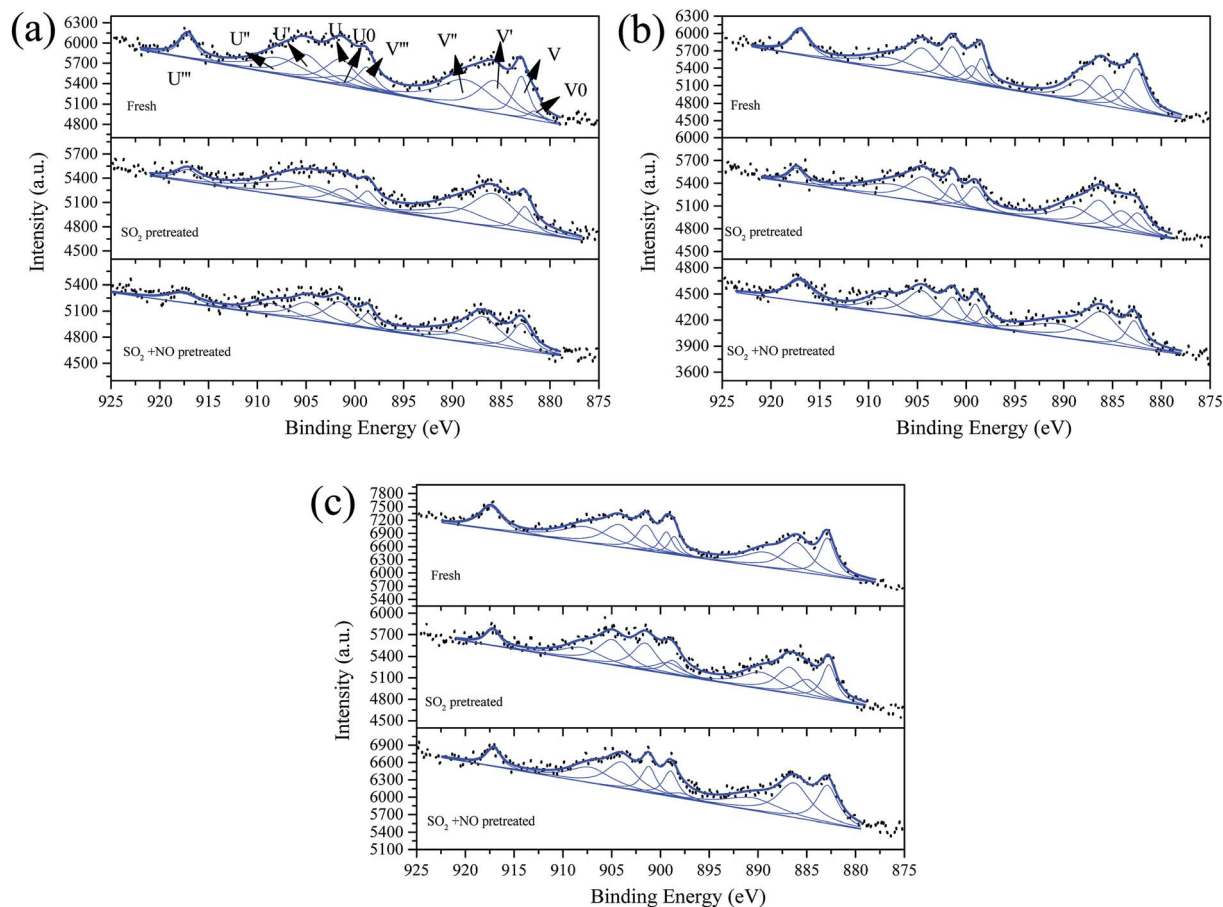 (a)
6300
6000
5700
5400
5100
4800
U‴
U″
U'
U
U0
V‴
V″
V'
V
V0
Fresh
5700
5400
5100
4800
4500
SO₂ pretreated
5400
5100
4800
4500
SO₂ +NO pretreated
Intensity (a.u.)
925 920 915 910 905 900 895 890 885 880 875
Binding Energy (eV)
(b)
6300
6000
5700
5400
5100
4800
4500
Fresh
6000
5700
5400
5100
4800
4500
SO₂ pretreated
4800
4500
4200
3900
3600
SO₂ +NO pretreated
Intensity (a.u.)
925 920 915 910 905 900 895 890 885 880 875
Binding Energy (eV)
(c)
7800
7500
7200
6900
6600
6300
6000
5700
5400
Fresh
6000
5700
5400
5100
4800
4500
SO₂ pretreated
6900
6600
6300
6000
5700
5400
5100
SO₂ +NO pretreated
Intensity (a.u.)
925 920 915 910 905 900 895 890 885 880 875
Binding Energy (eV)